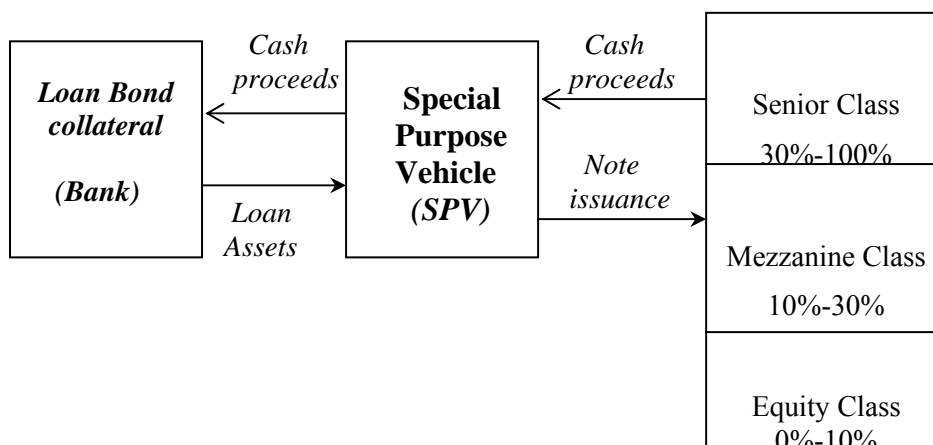 Loan Bond
collateral
(Bank)
Cash
proceeds
Loan
Assets
Special
Purpose
Vehicle
(SPV)
Cash
proceeds
Note
issuance
Senior Class
30%-100%
Mezzanine Class
10%-30%
Equity Class
0%-10%